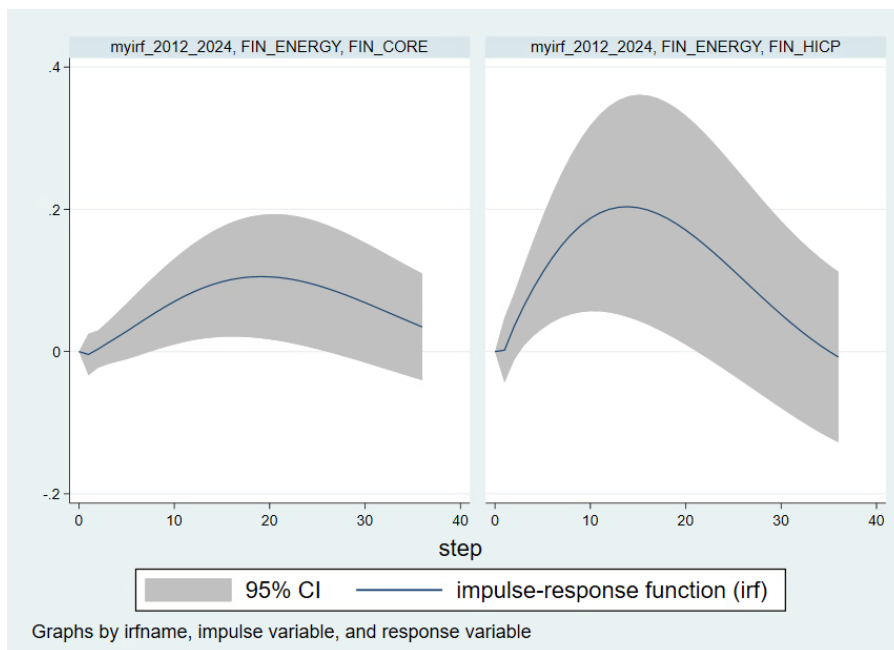 myirf_2012_2024, FIN_ENERGY, FIN_CORE
myirf_2012_2024, FIN_ENERGY, FIN_HICP
.4
.2
0
-.2
0 10 20 30 40
0 10 20 30 40
step
95% CI
impulse-response function (irf)
Graphs by irfname, impulse variable, and response variable